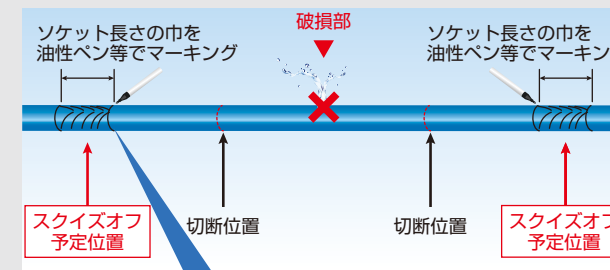 ソケット長さの巾を
油性ペン等でマーキング
破損部
ソケット長さの巾を
油性ペン等でマーキン
スクイズオフ
予定位置
切断位置
切断位置
スクイズオフ
予定位置